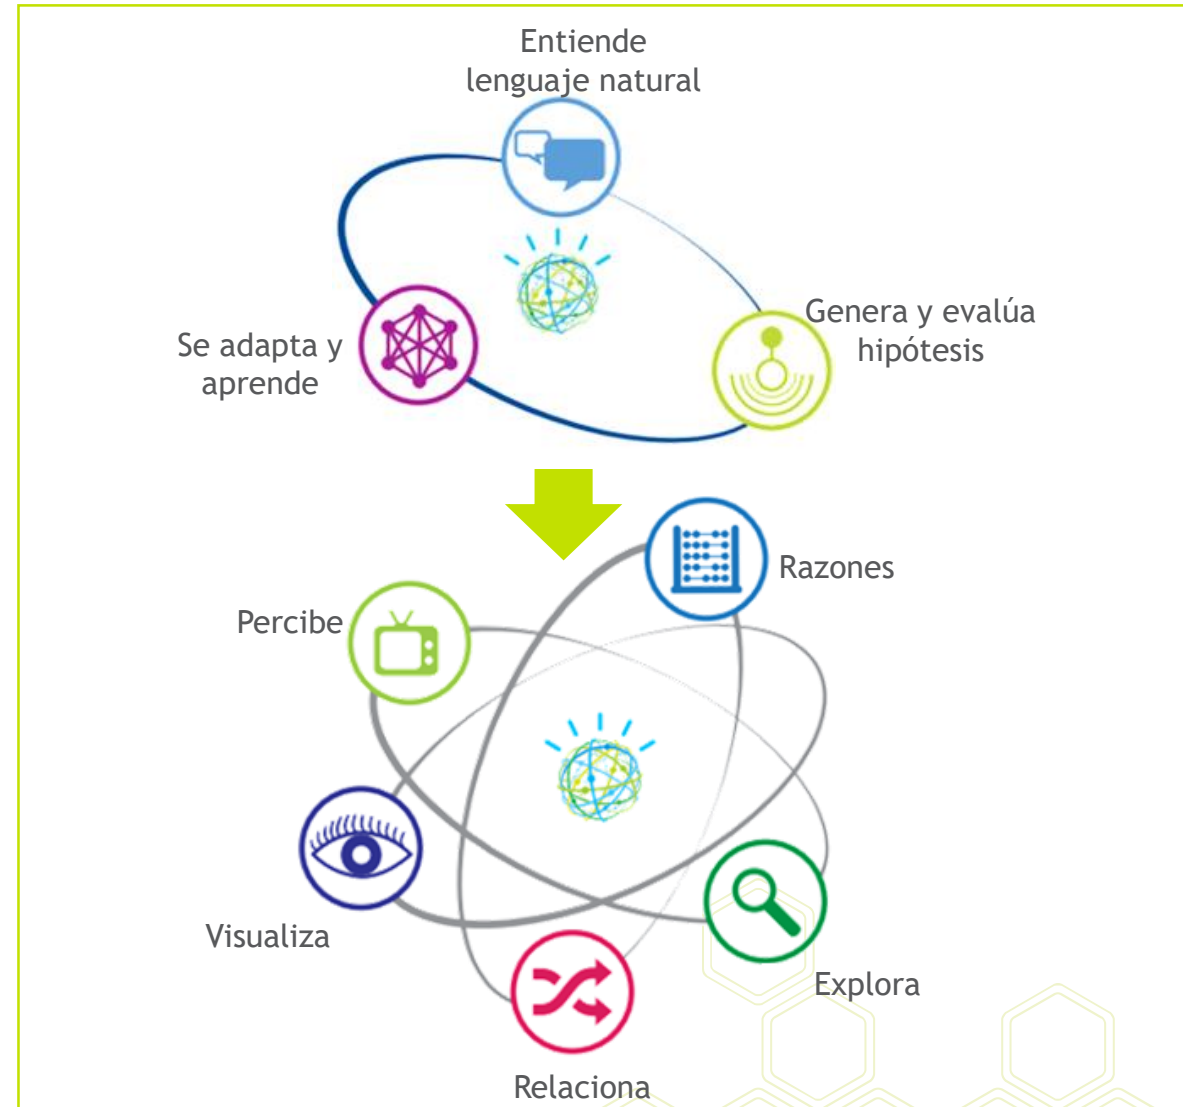 Entiende
lenguaje natural
Genera y evalúa
hipótesis
Se adapta y
aprende
Razones
Percibe
Visualiza
Explora
Relaciona